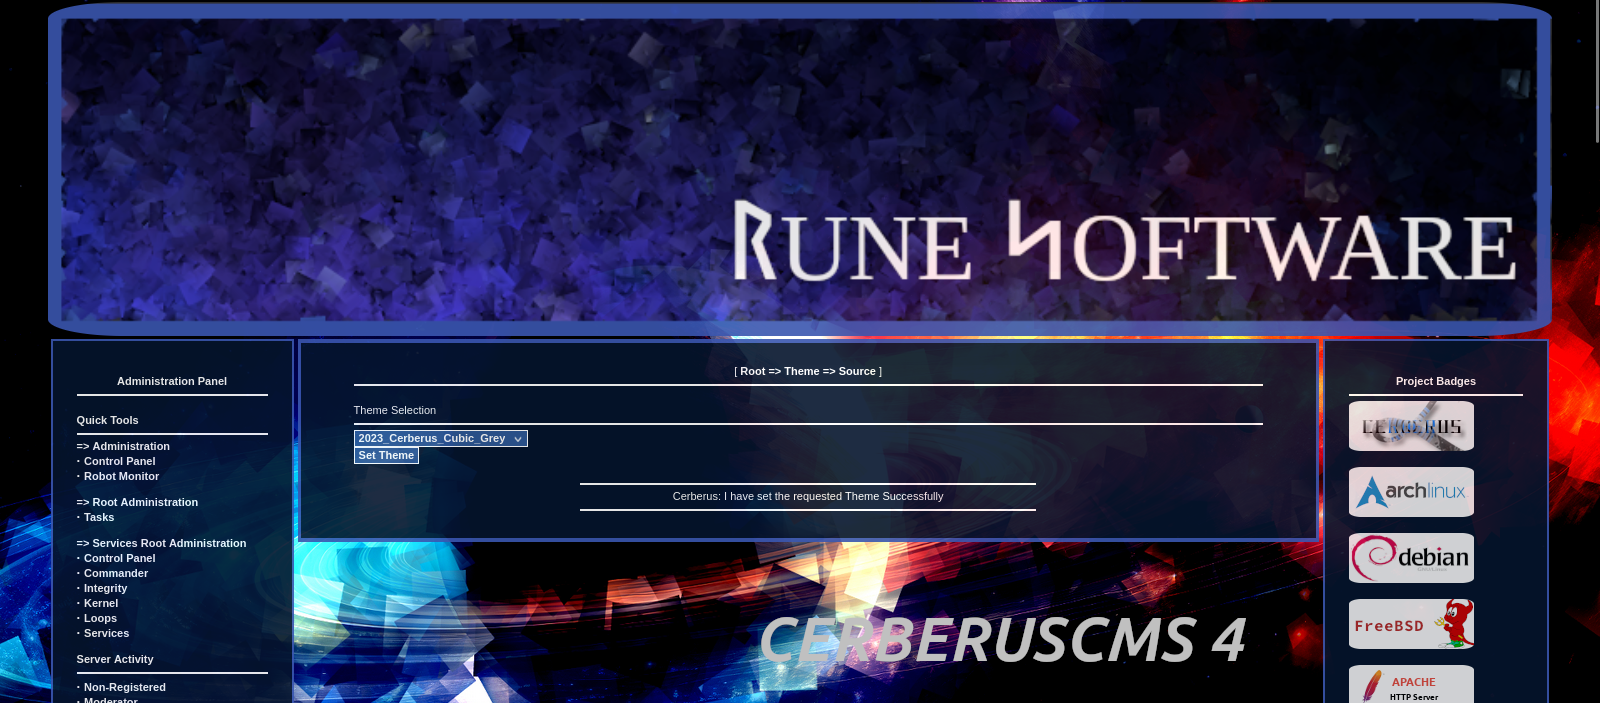 ᚱUNE ᛋOFTWARE
Administration Panel
Quick Tools
=> Administration
· Control Panel
· Robot Monitor
=> Root Administration
· Tasks
=> Services Root Administration
· Control Panel
· Commander
· Integrity
· Kernel
· Loops
· Services
Server Activity
· Non-Registered
· Moderator
[ Root => Theme => Source ]
Theme Selection
2023_Cerberus_Cubic_Grey
Set Theme
Cerberus: I have set the requested Theme Successfully
CERBERUSCMS 4
Project Badges
CERBERUS
archlinux
debian
FreeBSD
APACHE
HTTP Server